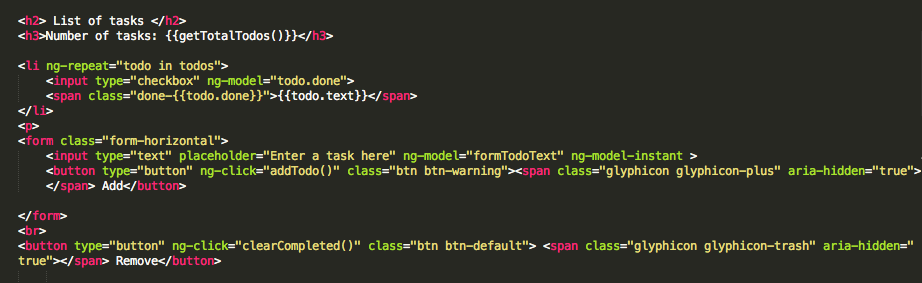 <h2> List of tasks </h2>
<h3>Number of tasks: {{getTotalTodos()}}</h3>
<li ng-repeat="todo in todos">
<input type="checkbox" ng-model="todo.done">
<span class="done-{{todo.done}}">{{todo.text}}</span>
</li>
<p>
<form class="form-horizontal">
<input type="text" placeholder="Enter a task here" ng-model="formTodoText" ng-model-instant >
<button type="button" ng-click="addTodo()" class="btn btn-warning"><span class="glyphicon glyphicon-plus" aria-hidden="true">
</span> Add</button>
</form>
<br>
<button type="button" ng-click="clearCompleted()" class="btn btn-default"> <span class="glyphicon glyphicon-trash" aria-hidden="
true"></span> Remove</button>